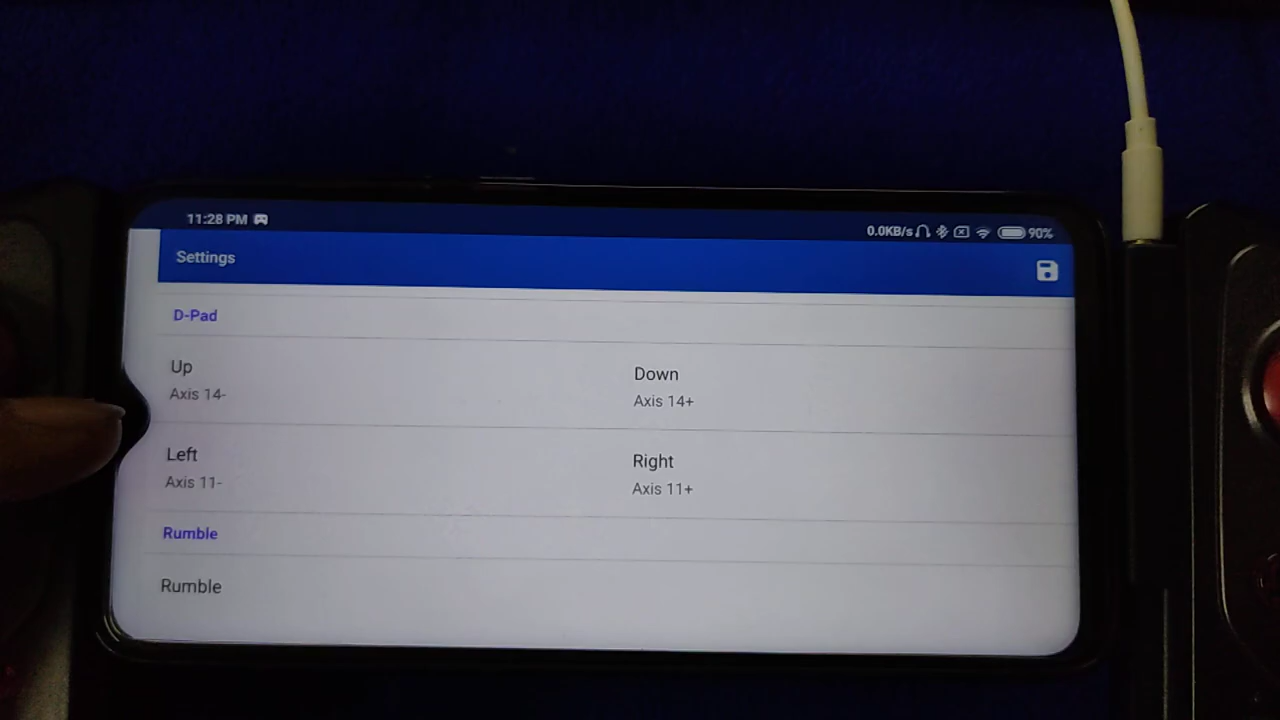 11:28 PM
0.0KB/s 90%
Settings
D-Pad
Up
Axis 14-
Down
Axis 14+
Left
Axis 11-
Right
Axis 11+
Rumble
Rumble